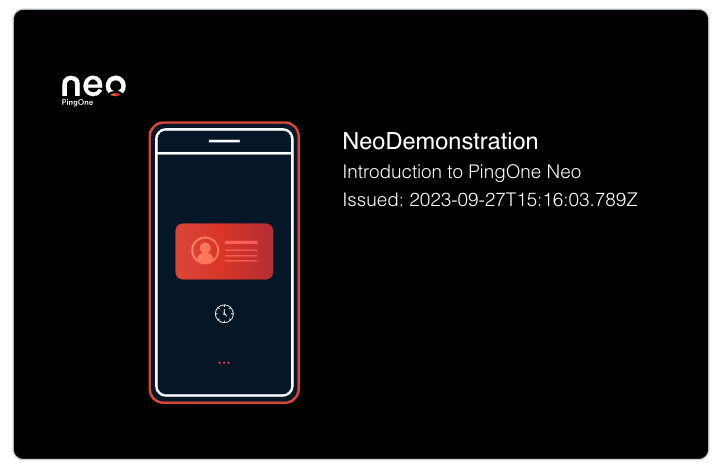 neo
PingOne
NeoDemonstration
Introduction to PingOne Neo
Issued: 2023-09-27T15:16:03.789Z